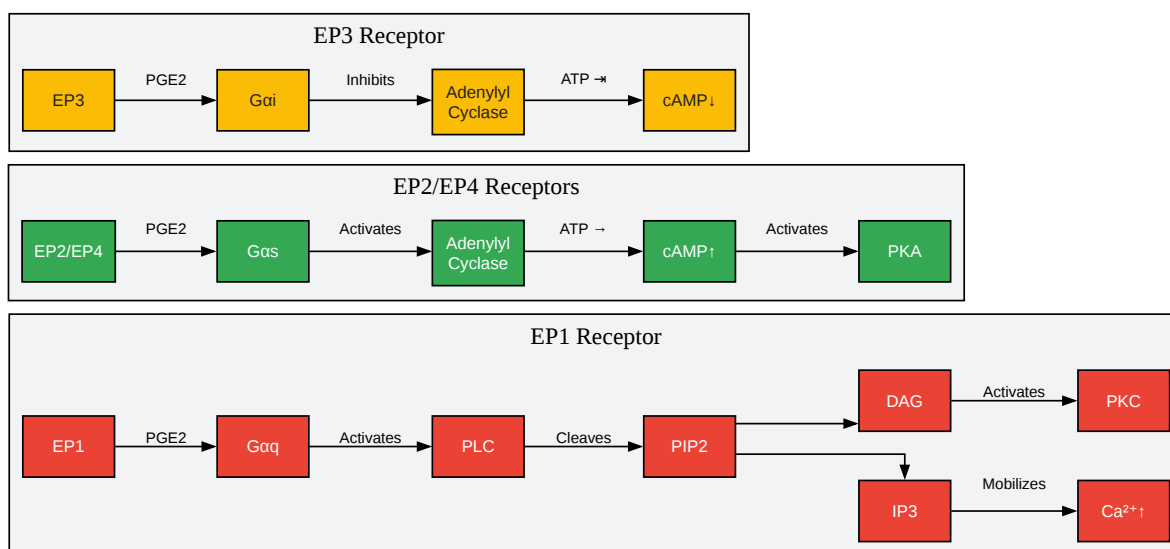 EP3 Receptor
EP3
PGE2
Gαi
Inhibits
Adenylyl
Cyclase
ATP ⇥
cAMP↓
EP2/EP4 Receptors
EP2/EP4
PGE2
Gαs
Activates
Adenylyl
Cyclase
ATP →
cAMP↑
Activates
PKA
EP1 Receptor
EP1
PGE2
Gαq
Activates
PLC
Cleaves
PIP2
DAG
Activates
PKC
IP3
Mobilizes
Ca²⁺↑